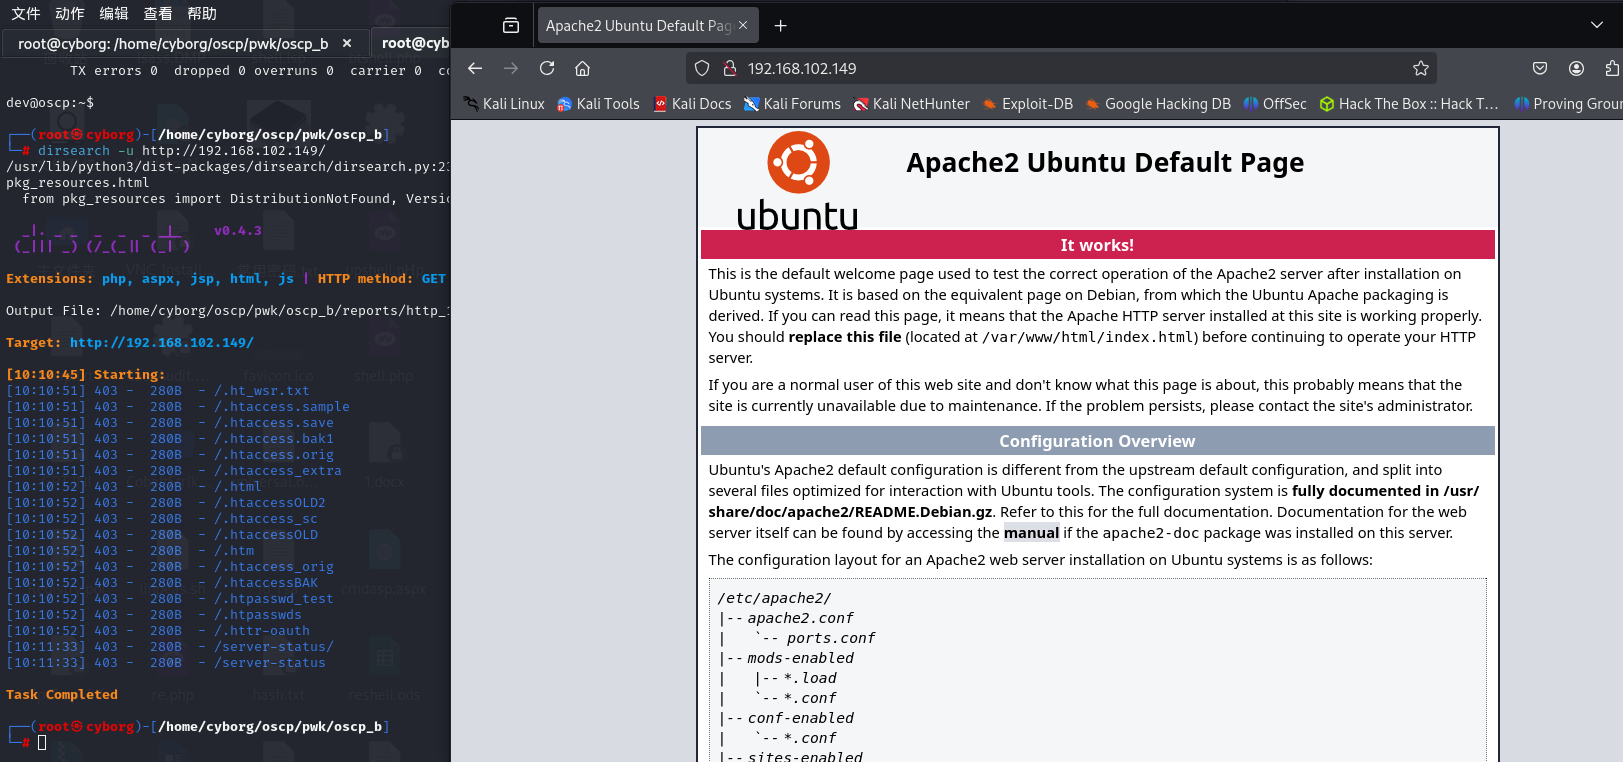 文件 动作 编辑 查看 帮助
root@cyborg: /home/cyborg/oscp/pwk/oscp_b ×
root@cyb
TX errors 0 dropped 0 overruns 0 carrier 0 co
dev@oscp:~$
┌──(root㉿cyborg)-[/home/cyborg/oscp/pwk/oscp_b]
└─# dirsearch -u http://192.168.102.149/
/usr/lib/python3/dist-packages/dirsearch/dirsearch.py:23
pkg_resources.html
from pkg_resources import DistributionNotFound, Versio
v0.4.3
Extensions: php, aspx, jsp, html, js | HTTP method: GET
Output File: /home/cyborg/oscp/pwk/oscp_b/reports/http_1
Target: http://192.168.102.149/
[10:10:45] Starting:
[10:10:51] 403 - 280B - /.ht_wsr.txt
[10:10:51] 403 - 280B - /.htaccess.sample
[10:10:51] 403 - 280B - /.htaccess.save
[10:10:51] 403 - 280B - /.htaccess.bak1
[10:10:51] 403 - 280B - /.htaccess.orig
[10:10:51] 403 - 280B - /.htaccess_extra
[10:10:52] 403 - 280B - /.html
[10:10:52] 403 - 280B - /.htaccessOLD2
[10:10:52] 403 - 280B - /.htaccess_sc
[10:10:52] 403 - 280B - /.htaccessOLD
[10:10:52] 403 - 280B - /.htm
[10:10:52] 403 - 280B - /.htaccess_orig
[10:10:52] 403 - 280B - /.htaccessBAK
[10:10:52] 403 - 280B - /.htpasswd_test
[10:10:52] 403 - 280B - /.htpasswds
[10:10:52] 403 - 280B - /.httr-oauth
[10:11:33] 403 - 280B - /server-status/
[10:11:33] 403 - 280B - /server-status
Task Completed
┌──(root㉿cyborg)-[/home/cyborg/oscp/pwk/oscp_b]
└─#
favicon.ico
shell.php
1.docx
cmdasp.aspx
re.php
hash.txt
reshell.ods
Apache2 Ubuntu Default Pag ×
192.168.102.149
Kali Linux Kali Tools Kali Docs Kali Forums Kali NetHunter Exploit-DB Google Hacking DB OffSec Hack The Box :: Hack T… Proving Groun
ubuntu
Apache2 Ubuntu Default Page
It works!
This is the default welcome page used to test the correct operation of the Apache2 server after installation on
Ubuntu systems. It is based on the equivalent page on Debian, from which the Ubuntu Apache packaging is
derived. If you can read this page, it means that the Apache HTTP server installed at this site is working properly.
You should replace this file (located at /var/www/html/index.html) before continuing to operate your HTTP
server.
If you are a normal user of this web site and don't know what this page is about, this probably means that the
site is currently unavailable due to maintenance. If the problem persists, please contact the site's administrator.
Configuration Overview
Ubuntu's Apache2 default configuration is different from the upstream default configuration, and split into
several files optimized for interaction with Ubuntu tools. The configuration system is fully documented in /usr/
share/doc/apache2/README.Debian.gz. Refer to this for the full documentation. Documentation for the web
server itself can be found by accessing the manual if the apache2-doc package was installed on this server.
The configuration layout for an Apache2 web server installation on Ubuntu systems is as follows:
/etc/apache2/
|-- apache2.conf
|   `-- ports.conf
|-- mods-enabled
|   |-- *.load
|   `-- *.conf
|-- conf-enabled
|   `-- *.conf
|-- sites-enabled